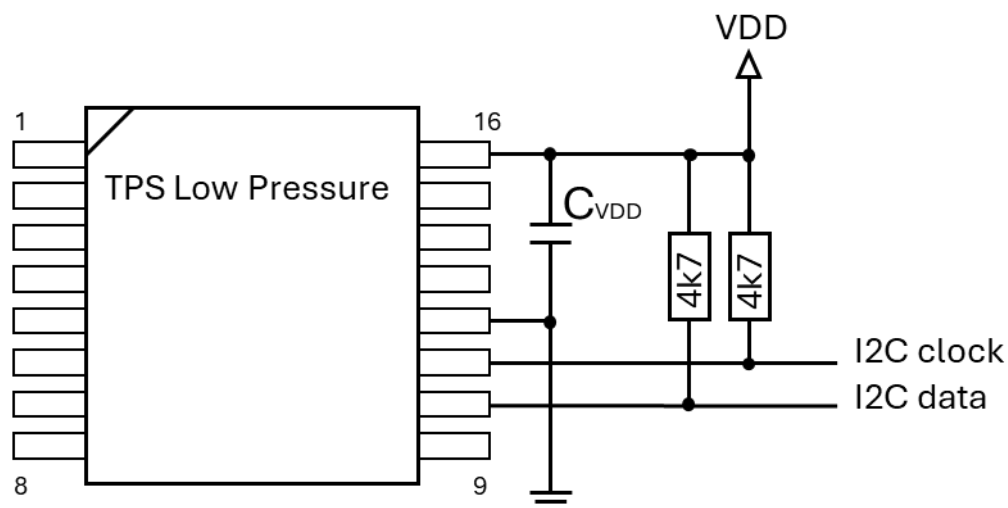 VDD
1
16
TPS Low Pressure
CVDD
4k7
4k7
I2C clock
I2C data
8
9